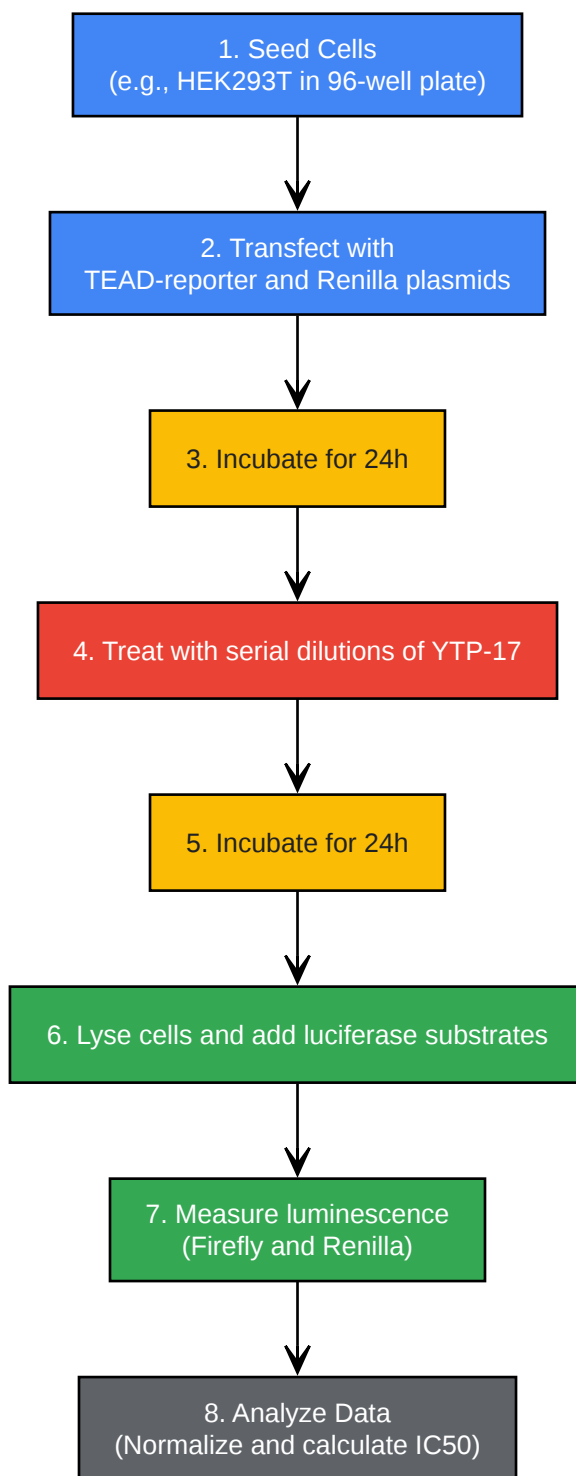 1. Seed Cells
(e.g., HEK293T in 96-well plate)
2. Transfect with
TEAD-reporter and Renilla plasmids
3. Incubate for 24h
4. Treat with serial dilutions of YTP-17
5. Incubate for 24h
6. Lyse cells and add luciferase substrates
7. Measure luminescence
(Firefly and Renilla)
8. Analyze Data
(Normalize and calculate IC50)